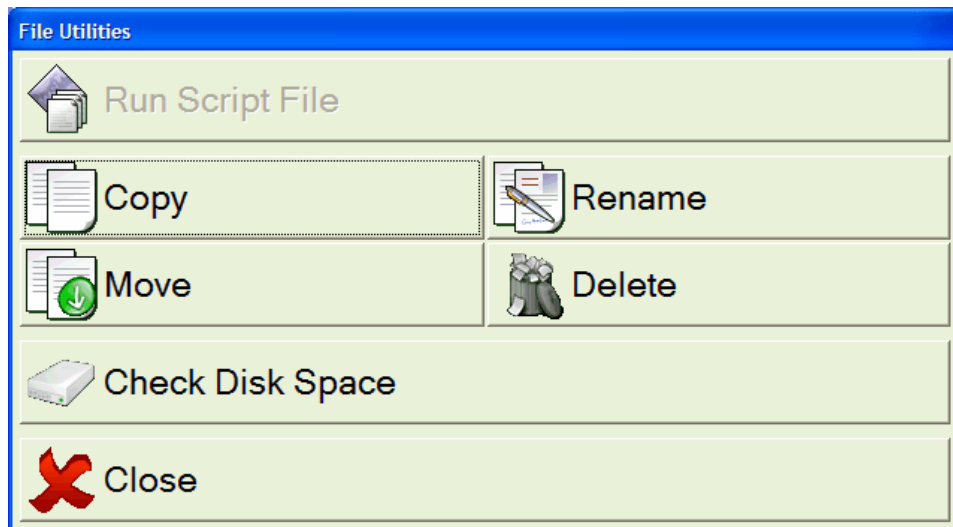 File Utilities
Run Script File
Copy
Rename
Move
Delete
Check Disk Space
Close